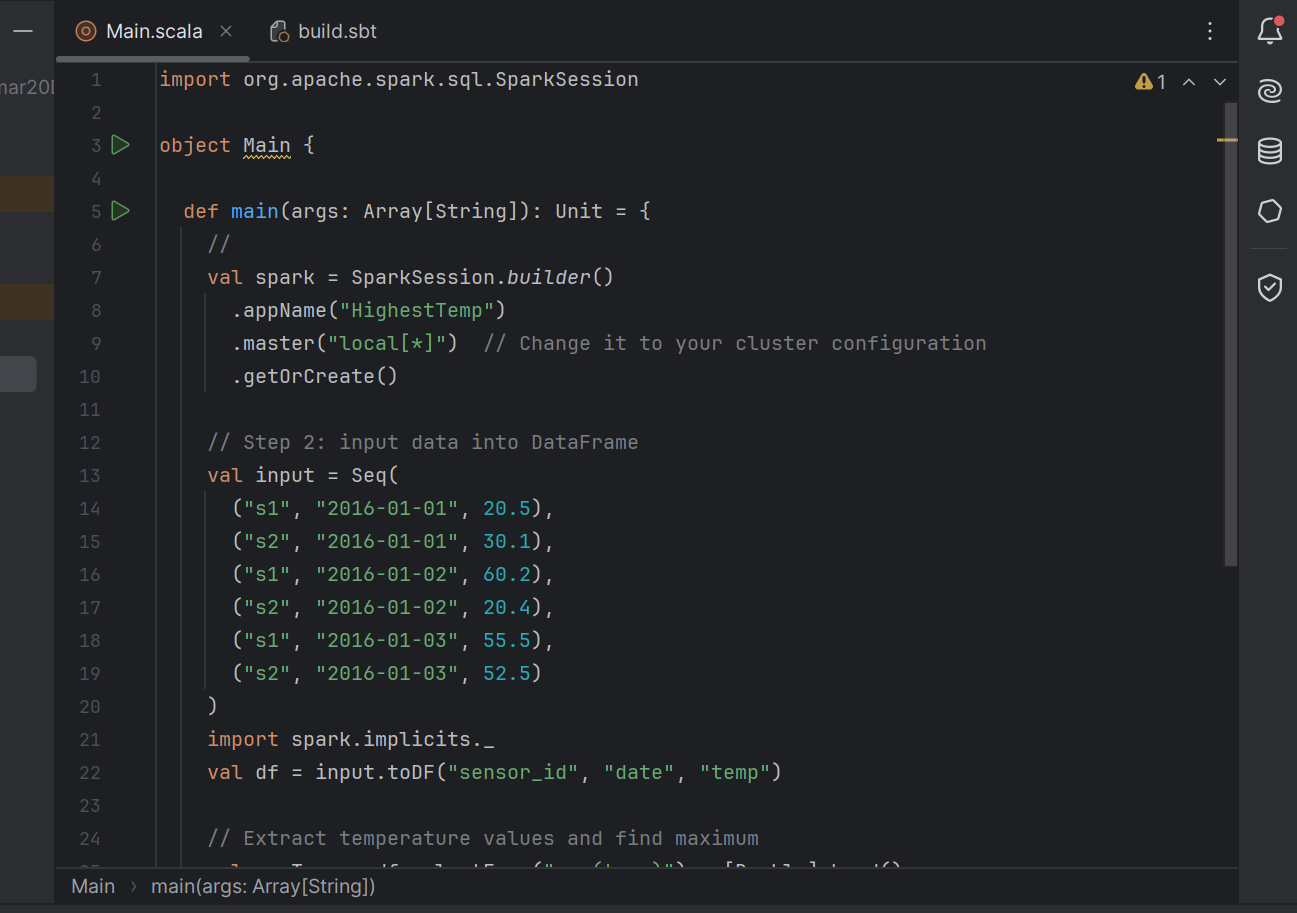 Main.scala
build.sbt
1 import org.apache.spark.sql.SparkSession
1
2
3 object Main {
4
5   def main(args: Array[String]): Unit = {
6     //
7     val spark = SparkSession.builder()
8       .appName("HighestTemp")
9       .master("local[*]")  // Change it to your cluster configuration
10       .getOrCreate()
11
12     // Step 2: input data into DataFrame
13     val input = Seq(
14       ("s1", "2016-01-01", 20.5),
15       ("s2", "2016-01-01", 30.1),
16       ("s1", "2016-01-02", 60.2),
17       ("s2", "2016-01-02", 20.4),
18       ("s1", "2016-01-03", 55.5),
19       ("s2", "2016-01-03", 52.5)
20     )
21     import spark.implicits._
22     val df = input.toDF("sensor_id", "date", "temp")
23
24     // Extract temperature values and find maximum
Main › main(args: Array[String])